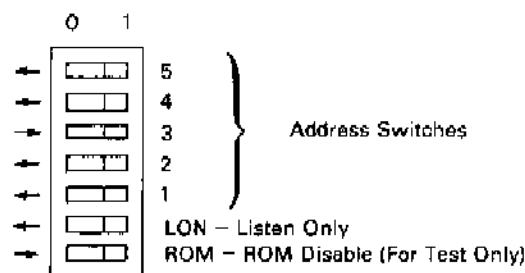 0 1
5
4
3 Address Switches
2
1
LON – Listen Only
ROM – ROM Disable (For Test Only)